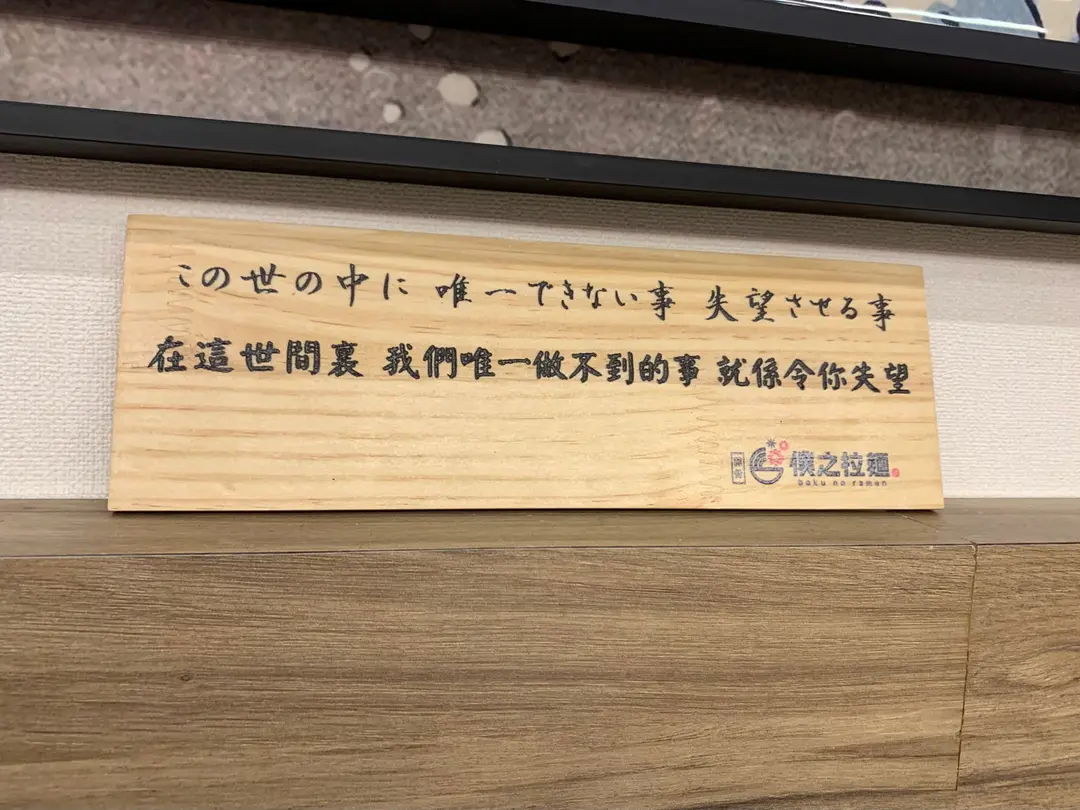 この世の中に 唯一できない事 失望させる事
在這世間裏 我們唯一做不到的事 就係令你失望
僕之拉麵
boku no ramen